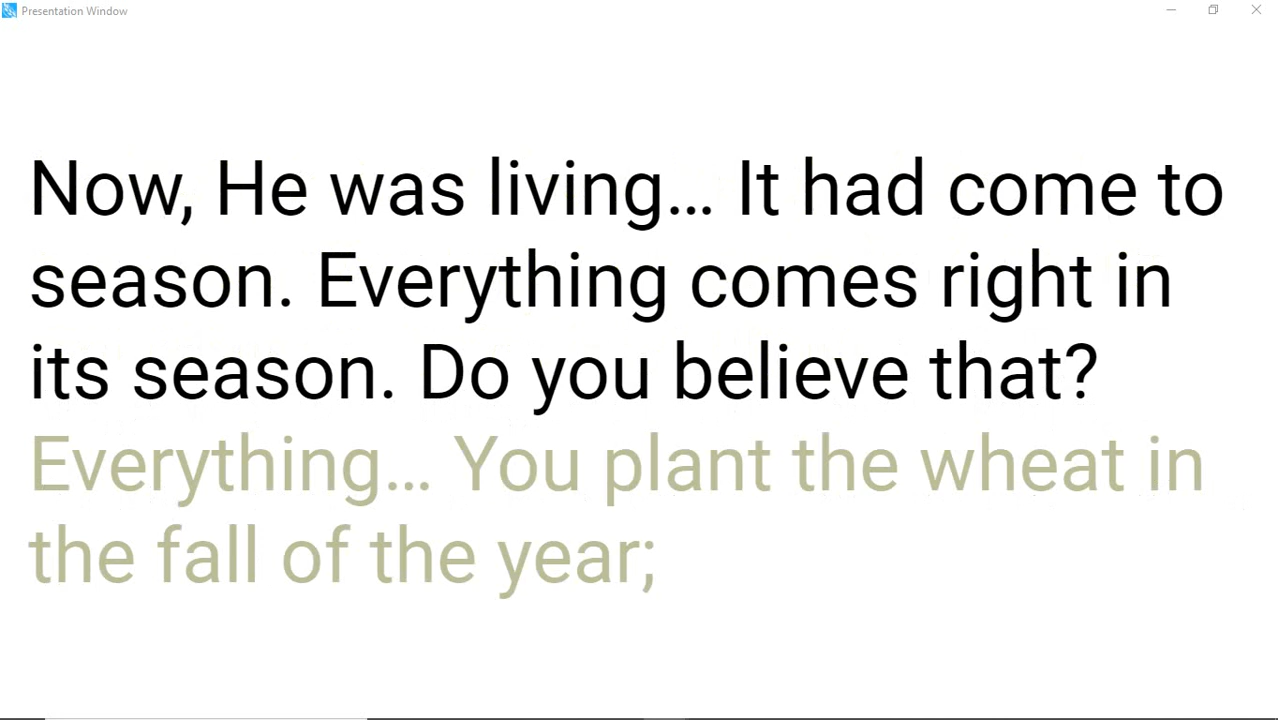 Presentation Window
Now, He was living… It had come to
season. Everything comes right in
its season. Do you believe that?
Everything… You plant the wheat in
the fall of the year;